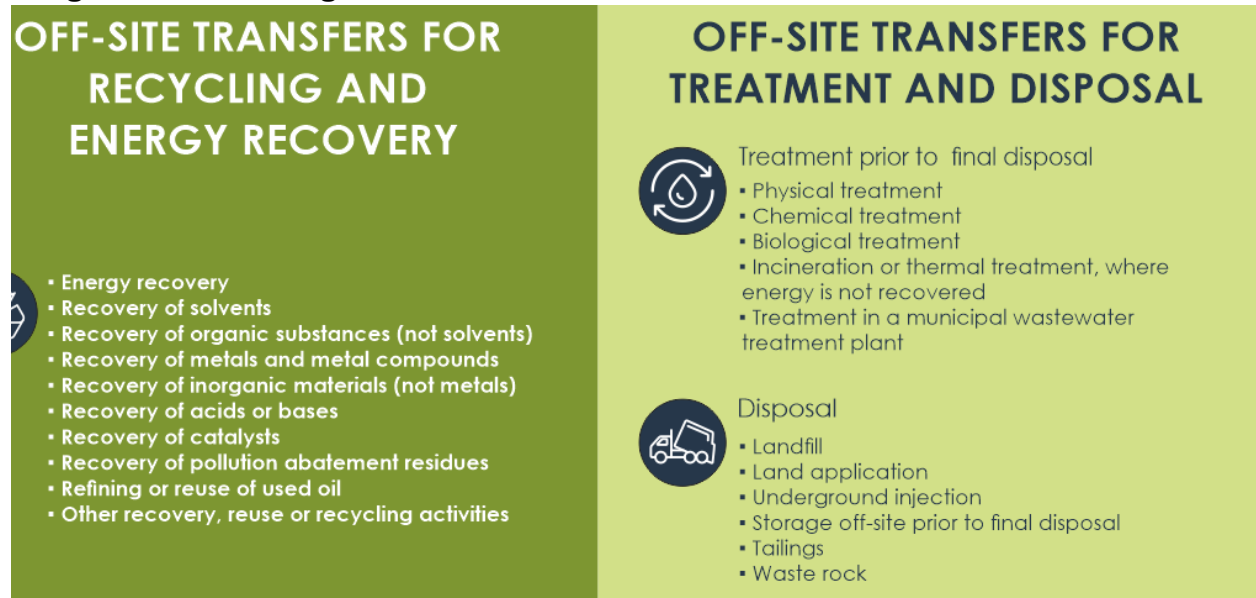 OFF-SITE TRANSFERS FOR
RECYCLING AND
ENERGY RECOVERY
▪ Energy recovery
▪ Recovery of solvents
▪ Recovery of organic substances (not solvents)
▪ Recovery of metals and metal compounds
▪ Recovery of inorganic materials (not metals)
▪ Recovery of acids or bases
▪ Recovery of catalysts
▪ Recovery of pollution abatement residues
▪ Refining or reuse of used oil
▪ Other recovery, reuse or recycling activities
OFF-SITE TRANSFERS FOR
TREATMENT AND DISPOSAL
Treatment prior to final disposal
▪ Physical treatment
▪ Chemical treatment
▪ Biological treatment
▪ Incineration or thermal treatment, where
energy is not recovered
▪ Treatment in a municipal wastewater
treatment plant
Disposal
▪ Landfill
▪ Land application
▪ Underground injection
▪ Storage off-site prior to final disposal
▪ Tailings
▪ Waste rock